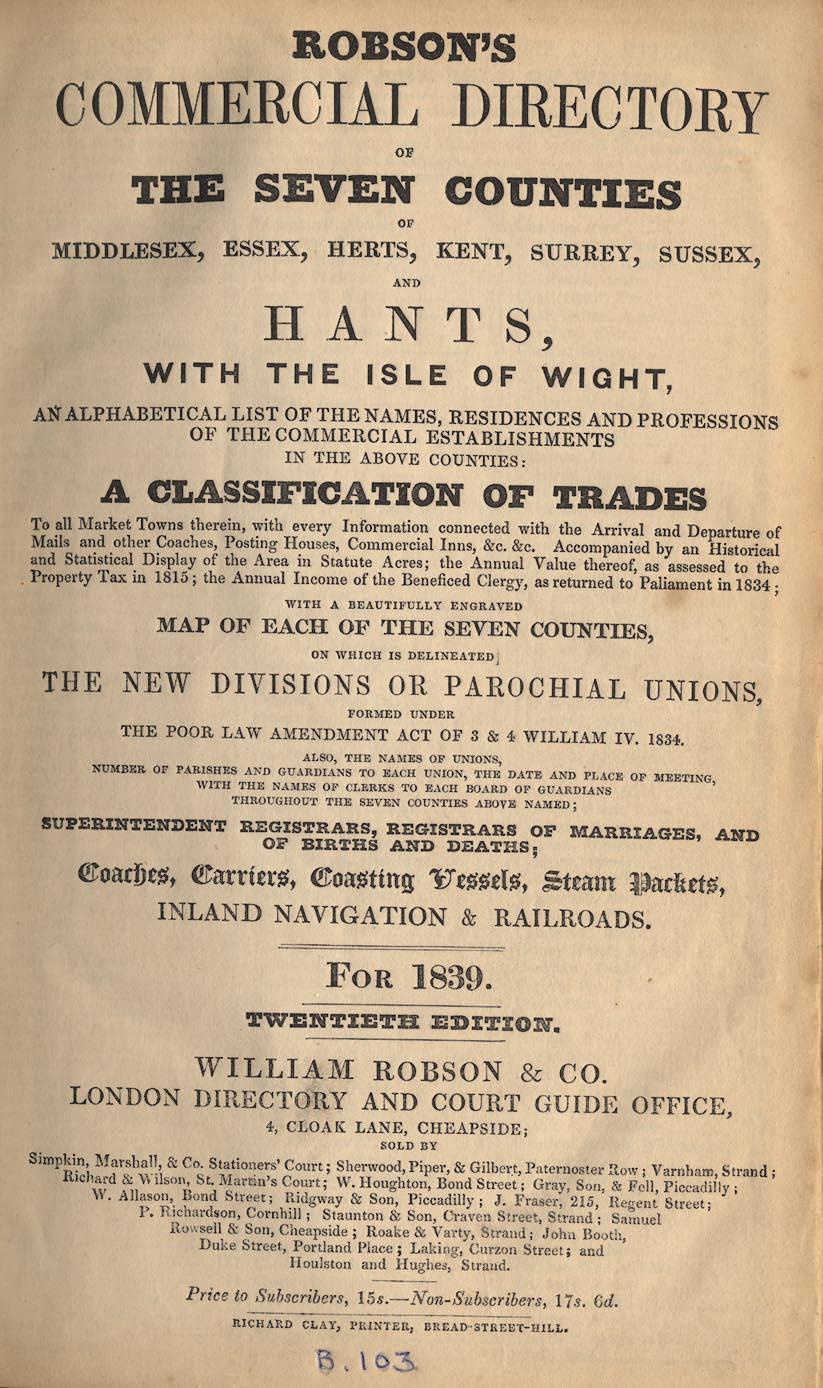 ROBSON'S
COMMERCIAL DIRECTORY
OF
THE SEVEN COUNTIES
OF
MIDDLESEX, ESSEX, HERTS, KENT, SURREY, SUSSEX,
AND
HANTS,
WITH THE ISLE OF WIGHT,
AN ALPHABETICAL LIST OF THE NAMES, RESIDENCES AND PROFESSIONS
OF THE COMMERCIAL ESTABLISHMENTS
IN THE ABOVE COUNTIES:
A CLASSIFICATION OF TRADES
To all Market Towns therein, with every Information connected with the Arrival and Departure of
Mails and other Coaches, Posting Houses, Commercial Inns, &c. &c. Accompanied by an Historical
and Statistical Display of the Area in Statute Acres; the Annual Value thereof, as assessed to the
Property Tax in 1815; the Annual Income of the Beneficed Clergy, as returned to Paliament in 1834;
WITH A BEAUTIFULLY ENGRAVED
MAP OF EACH OF THE SEVEN COUNTIES,
ON WHICH IS DELINEATED;
THE NEW DIVISIONS OR PAROCHIAL UNIONS,
FORMED UNDER
THE POOR LAW AMENDMENT ACT OF 3 & 4 WILLIAM IV. 1834.
ALSO, THE NAMES OF UNIONS,
NUMBER OF PARISHES AND GUARDIANS TO EACH UNION, THE DATE AND PLACE OF MEETING,
WITH THE NAMES OF CLERKS TO EACH BOARD OF GUARDIANS
THROUGHOUT THE SEVEN COUNTIES ABOVE NAMED;
SUPERINTENDENT REGISTRARS, REGISTRARS OF MARRIAGES, AND
OF BIRTHS AND DEATHS;
Coaches, Carriers, Coasting Vessels, Steam Packets,
INLAND NAVIGATION & RAILROADS.
FOR 1839.
TWENTIETH EDITION.
WILLIAM ROBSON & CO.
LONDON DIRECTORY AND COURT GUIDE OFFICE,
4, CLOAK LANE, CHEAPSIDE;
SOLD BY
Simpkin, Marshall, & Co. Stationers' Court; Sherwood, Piper, & Gilbert, Paternoster Row; Varnham, Strand;
Richard & Wilson, St. Martin's Court; W. Houghton, Bond Street; Gray, Son, & Fell, Piccadilly;
W. Allason, Bond Street; Ridgway & Son, Piccadilly; J. Fraser, 215, Regent Street;
P. Richardson, Cornhill; Staunton & Son, Craven Street, Strand; Samuel
Rowsell & Son, Cheapside; Roake & Varty, Strand; John Booth,
Duke Street, Portland Place; Laking, Curzon Street; and
Houlston and Hughes, Strand.
Price to Subscribers, 15s.—Non-Subscribers, 17s. 6d.
RICHARD CLAY, PRINTER, BREAD-STREET-HILL.
B.103